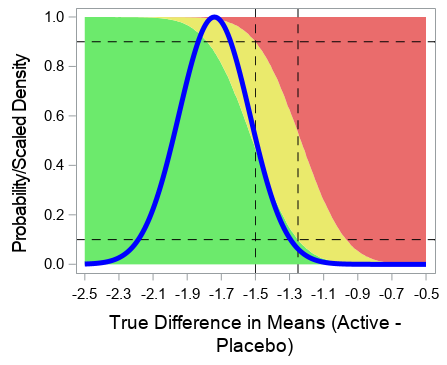 Probability/Scaled Density
1.0
0.8
0.6
0.4
0.2
0.0
-2.5 -2.3 -2.1 -1.9 -1.7 -1.5 -1.3 -1.1 -0.9 -0.7 -0.5
True Difference in Means (Active -
Placebo)